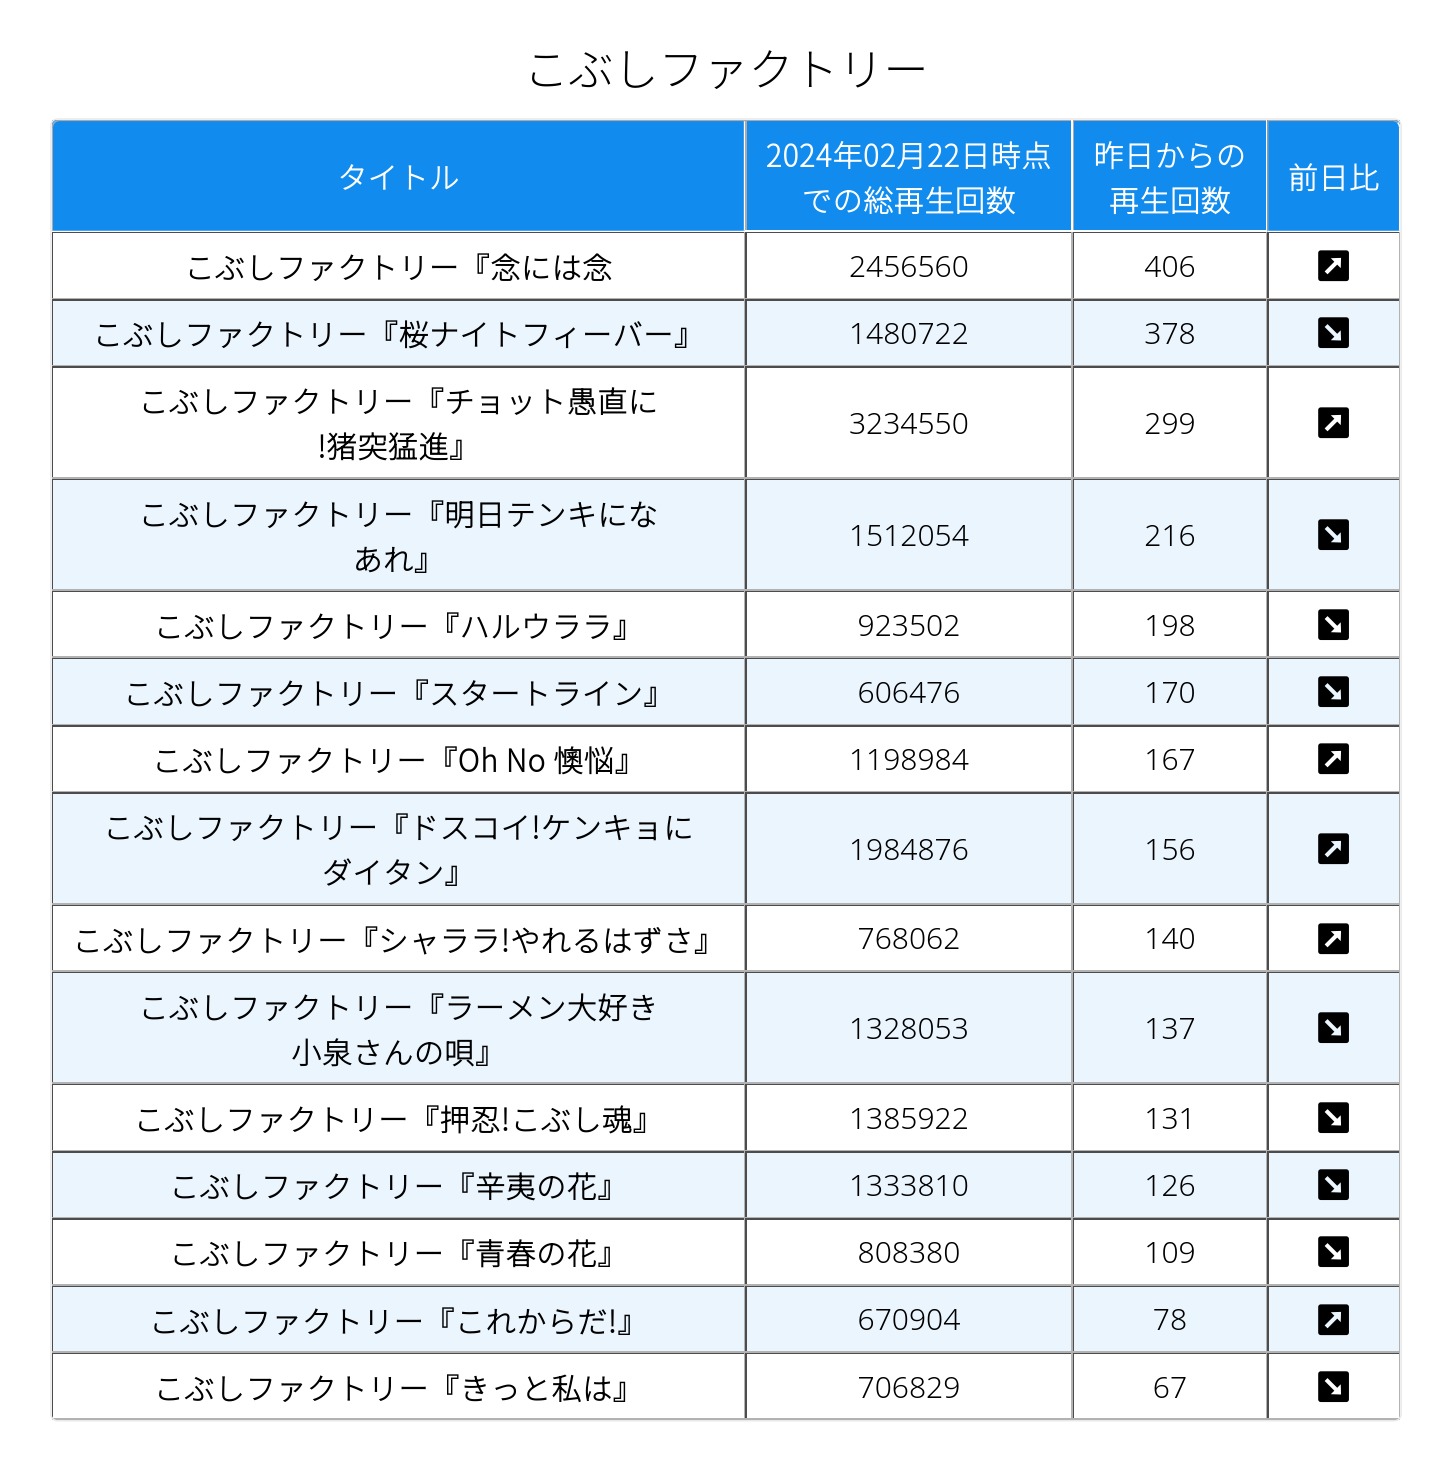 こぶしファクトリー
タイトル
2024年02月22日時点
での総再生回数
昨日からの
再生回数
前日比
こぶしファクトリー『念には念 2456560 406
こぶしファクトリー『桜ナイトフィーバー』 1480722 378
こぶしファクトリー『チョット愚直に
!猪突猛進』 3234550 299
こぶしファクトリー『明日テンキにな
あれ』 1512054 216
こぶしファクトリー『ハルウララ』 923502 198
こぶしファクトリー『スタートライン』 606476 170
こぶしファクトリー『Oh No 懊悩』 1198984 167
こぶしファクトリー『ドスコイ!ケンキョに
ダイタン』 1984876 156
こぶしファクトリー『シャララ!やれるはずさ』 768062 140
こぶしファクトリー『ラーメン大好き
小泉さんの唄』 1328053 137
こぶしファクトリー『押忍!こぶし魂』 1385922 131
こぶしファクトリー『辛夷の花』 1333810 126
こぶしファクトリー『青春の花』 808380 109
こぶしファクトリー『これからだ!』 670904 78
こぶしファクトリー『きっと私は』 706829 67